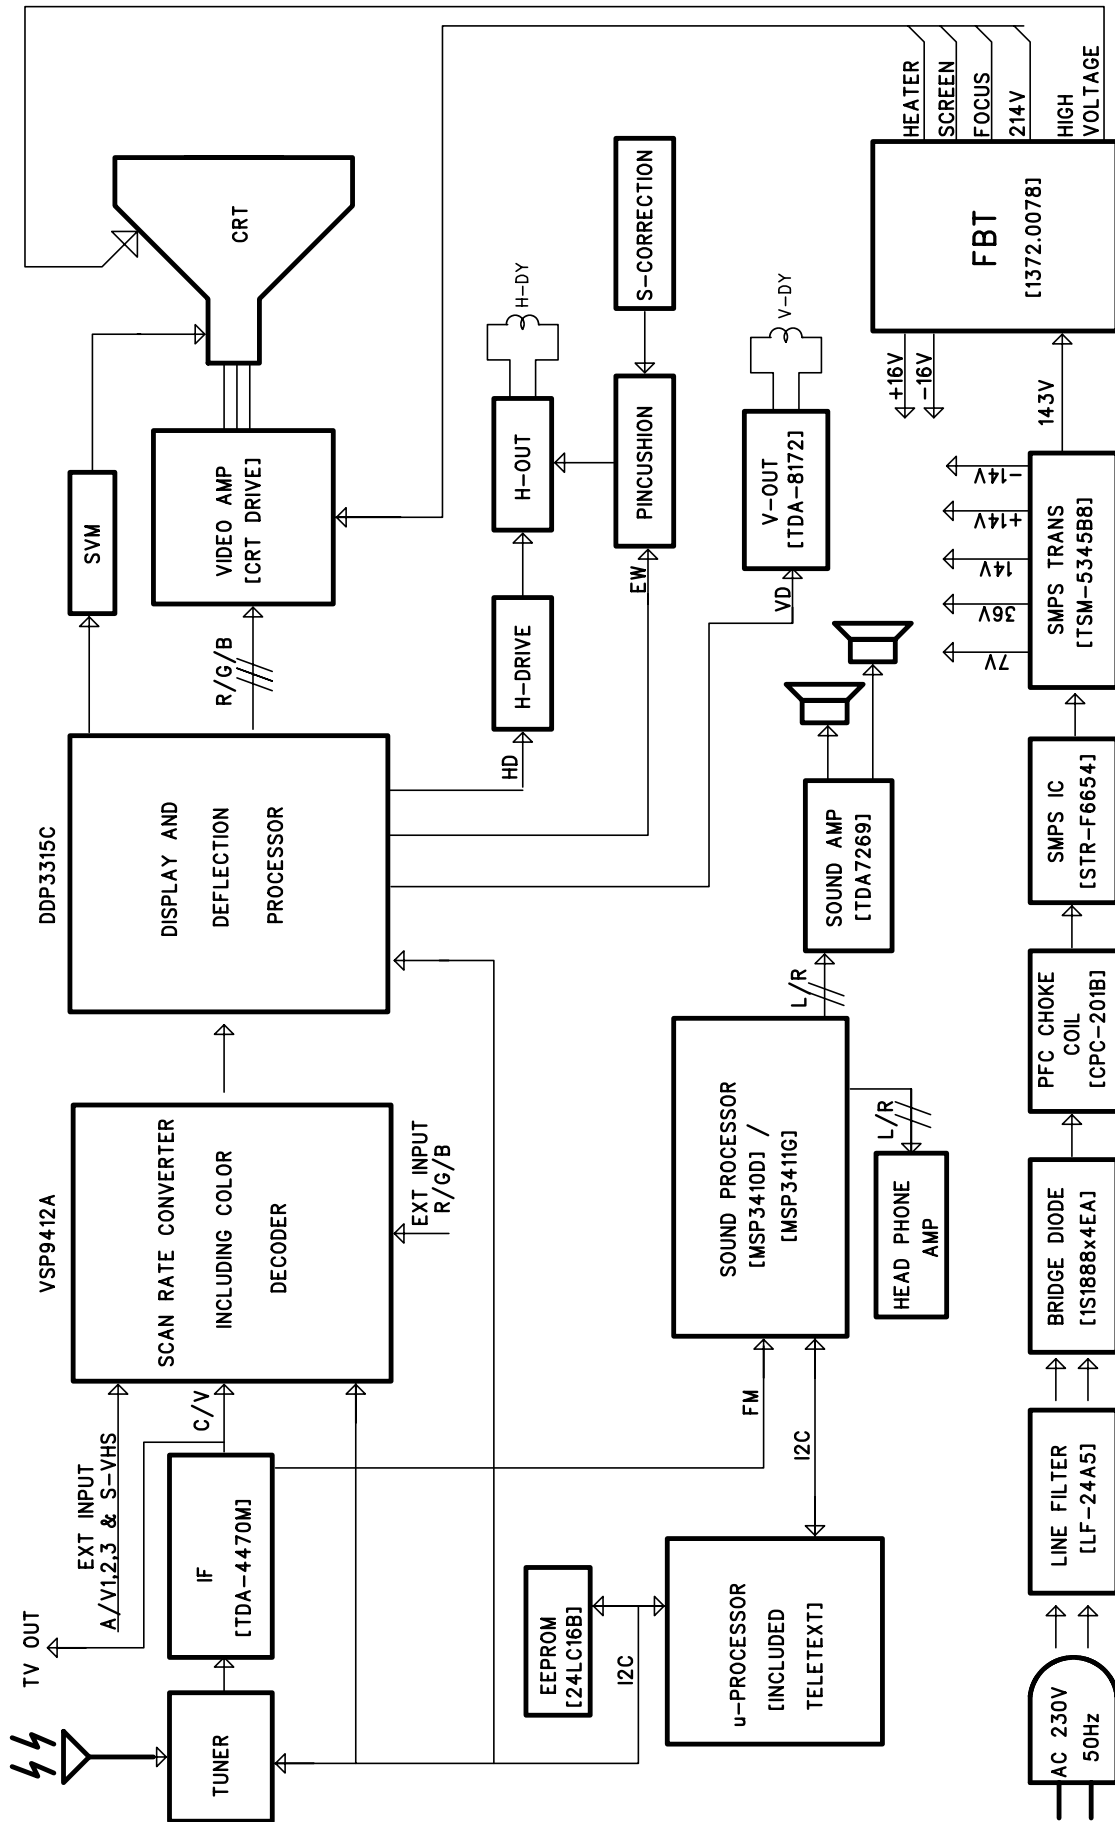 TV OUT
EXT INPUT
A/V1,2,3 & S-VHS
TUNER
IF
[TDA-4470M]
C/V
VSP9412A
SCAN RATE CONVERTER
INCLUDING COLOR
DECODER
EXT INPUT
R/G/B
DDP3315C
DISPLAY AND
DEFLECTION
PROCESSOR
SVM
R/G/B
VIDEO AMP
[CRT DRIVE]
CRT
HD
H-DRIVE
H-OUT
H-DY
EW
PINCUSHION
S-CORRECTION
VD
V-OUT
[TDA-8172]
V-DY
EEPROM
[24LC16B]
I2C
u-PROCESSOR
[INCLUDED
TELETEXT]
FM
I2C
SOUND PROCESSOR
[MSP3410D] /
[MSP3411G]
L/R
SOUND AMP
[TDA7269]
L/R
HEAD PHONE
AMP
AC 230V
50Hz
LINE FILTER
[LF-24A5]
BRIDGE DIODE
[1S1888x4EA]
PFC CHOKE
COIL
[CPC-201B]
SMPS IC
[STR-F6654]
SMPS TRANS
[TSM-5345B8]
7V
36V
14V
+14V
-14V
143V
+16V
-16V
FBT
[1372.0078]
HEATER
SCREEN
FOCUS
214V
HIGH
VOLTAGE